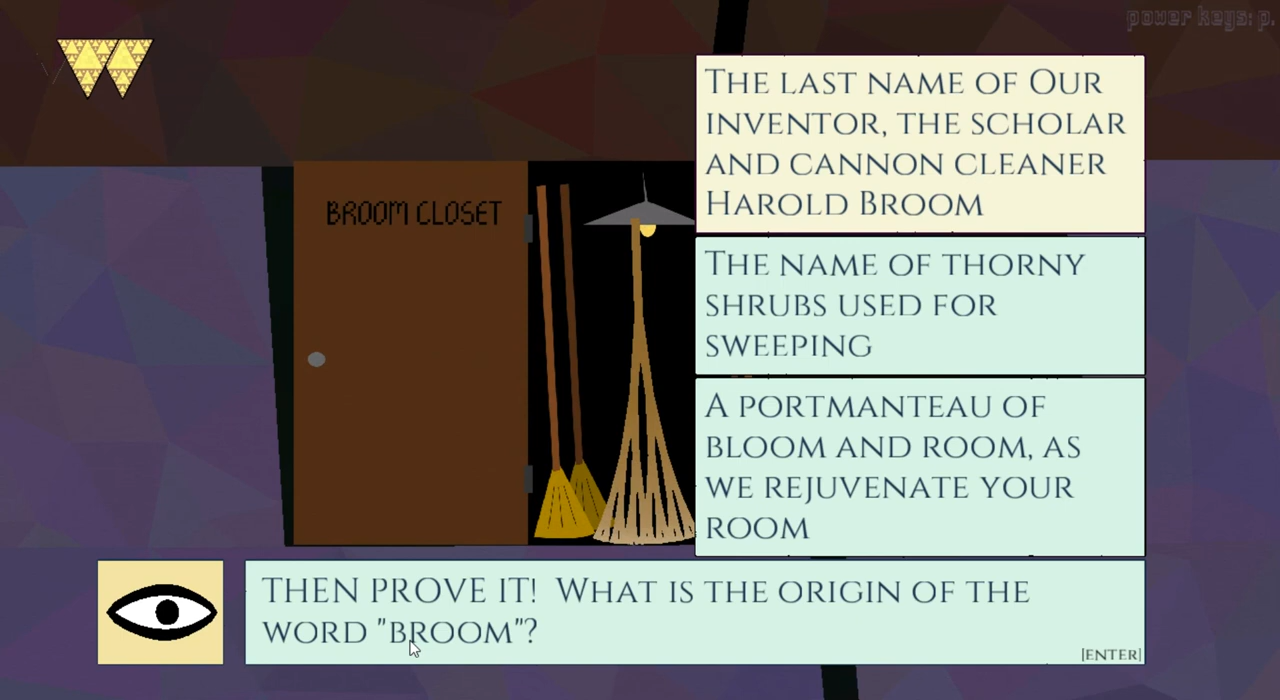 power keys: p.
The last name of Our
inventor, the scholar
and cannon cleaner
Harold Broom
BROOM CLOSET
The name of thorny
shrubs used for
sweeping
A portmanteau of
bloom and room, as
we rejuvenate your
room
THEN PROVE IT! What is the origin of the
word "broom"?
[ENTER]